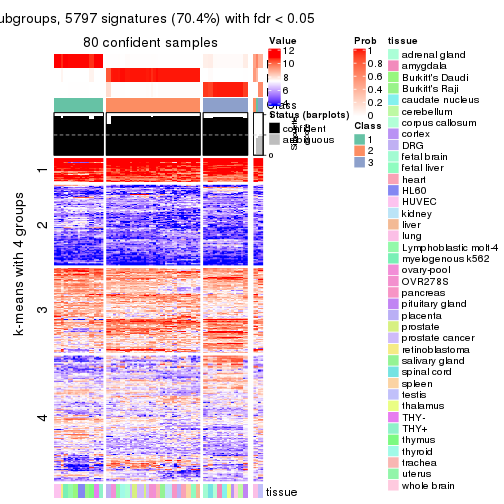 ubgroups, 5797 signatures (70.4%) with fdr < 0.05
80 confident samples
k-means with 4 groups
1
2
3
4
Value
12
10
8
6
4
Class
Status (barplots)
confident
ambiguous
0
Prob
1
0.8
0.6
0.4
0.2
0
Class
1
2
3
tissue
adrenal gland
amygdala
Burkitt's Daudi
Burkitt's Raji
caudate nucleus
cerebellum
corpus callosum
cortex
DRG
fetal brain
fetal liver
heart
HL60
HUVEC
kidney
liver
lung
Lymphoblastic molt-4
myelogenous k562
ovary-pool
OVR278S
pancreas
pituitary gland
placenta
prostate
prostate cancer
retinoblastoma
salivary gland
spinal cord
spleen
testis
thalamus
THY-
THY+
thymus
thyroid
trachea
uterus
whole brain
tissue